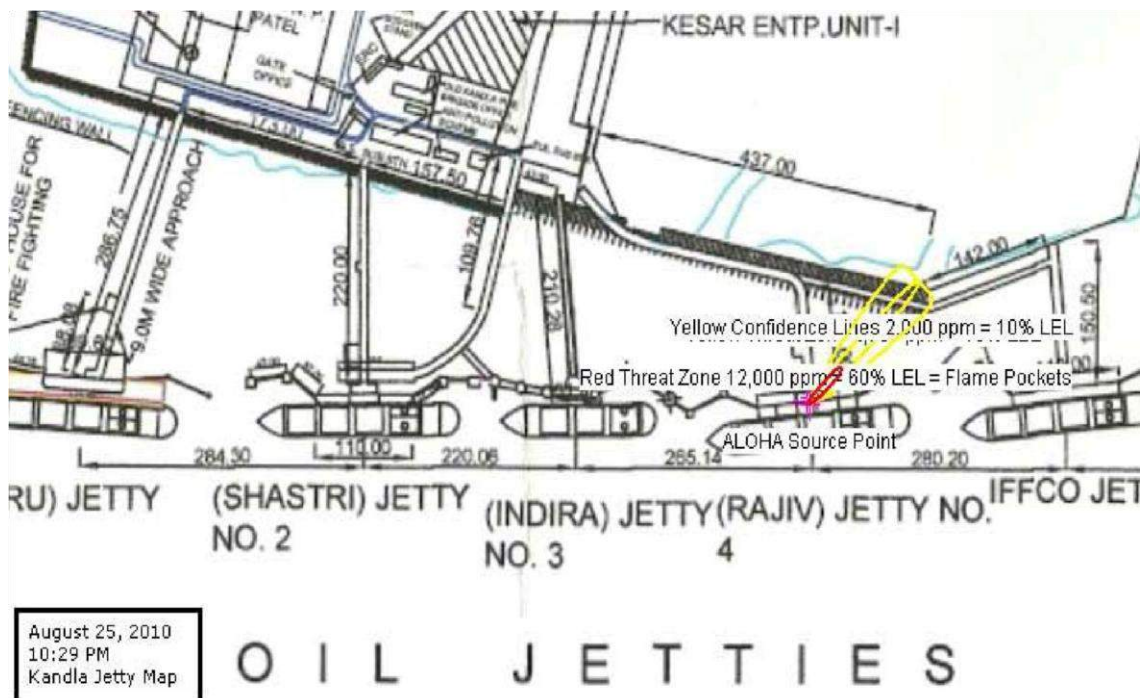 PATEL
GATE
OFFICE
KESAR ENTP.UNIT-I
FENCING WALL
HOUSE FOR
FIRE FIGHTING
286.75
9.0M WIDE APPROACH
157.50
220.00
109.76
210.28
437.00
142.00
150.50
Yellow Confidence Lines 2,000 ppm = 10% LEL
Red Threat Zone 12,000 ppm = 60% LEL = Flame Pockets
ALOHA Source Point
284.30
110.00
220.06
265.14
280.20
RU) JETTY
(SHASTRI) JETTY
NO. 2
(INDIRA) JETTY
NO. 3
(RAJIV) JETTY NO.
4
IFFCO JET
August 25, 2010
10:29 PM
Kandla Jetty Map
OIL JETTIES